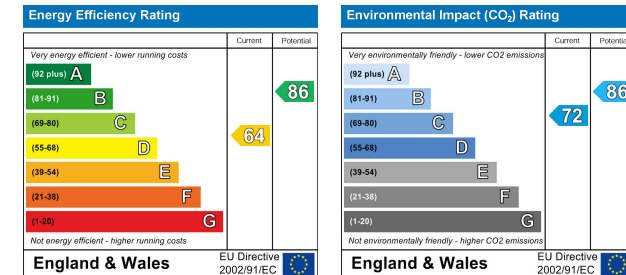 Energy Efficiency Rating
Current Potential
Very energy efficient - lower running costs
(92 plus) A
(81-91) B
(69-80) C
(55-68) D
(39-54) E
(21-38) F
(1-20) G
64
86
Not energy efficient - higher running costs
England & Wales
EU Directive
2002/91/EC
Environmental Impact (CO₂) Rating
Current Potentia
Very environmentally friendly - lower CO2 emissions
(92 plus) A
(81-91) B
(69-80) C
(55-68) D
(39-54) E
(21-38) F
(1-20) G
72
86
Not environmentally friendly - higher CO2 emissions
England & Wales
EU Directive
2002/91/EC